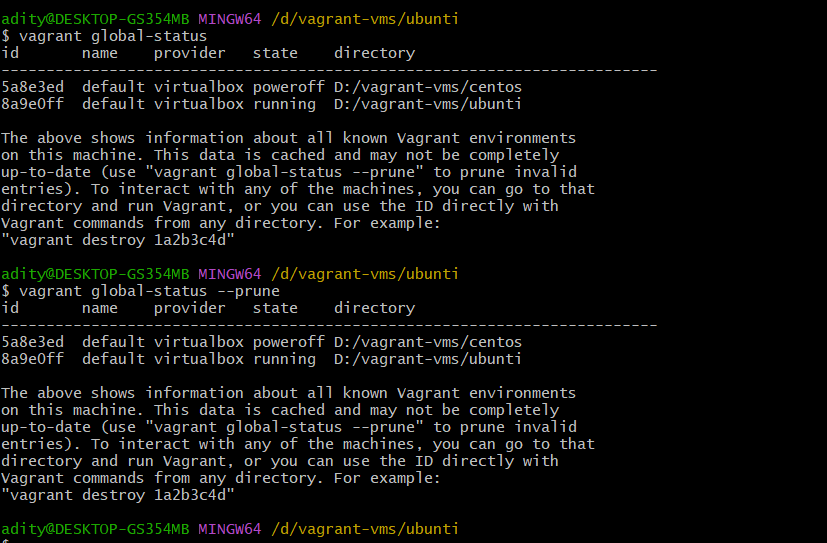 adity@DESKTOP-GS354MB MINGW64 /d/vagrant-vms/ubunti
$ vagrant global-status
id       name    provider   state    directory
-------------------------------------------------------------------------
5a8e3ed  default virtualbox poweroff D:/vagrant-vms/centos
8a9e0ff  default virtualbox running  D:/vagrant-vms/ubunti

The above shows information about all known Vagrant environments
on this machine. This data is cached and may not be completely
up-to-date (use "vagrant global-status --prune" to prune invalid
entries). To interact with any of the machines, you can go to that
directory and run Vagrant, or you can use the ID directly with
Vagrant commands from any directory. For example:
"vagrant destroy 1a2b3c4d"

adity@DESKTOP-GS354MB MINGW64 /d/vagrant-vms/ubunti
$ vagrant global-status --prune
id       name    provider   state    directory
-------------------------------------------------------------------------
5a8e3ed  default virtualbox poweroff D:/vagrant-vms/centos
8a9e0ff  default virtualbox running  D:/vagrant-vms/ubunti

The above shows information about all known Vagrant environments
on this machine. This data is cached and may not be completely
up-to-date (use "vagrant global-status --prune" to prune invalid
entries). To interact with any of the machines, you can go to that
directory and run Vagrant, or you can use the ID directly with
Vagrant commands from any directory. For example:
"vagrant destroy 1a2b3c4d"

adity@DESKTOP-GS354MB MINGW64 /d/vagrant-vms/ubunti
$